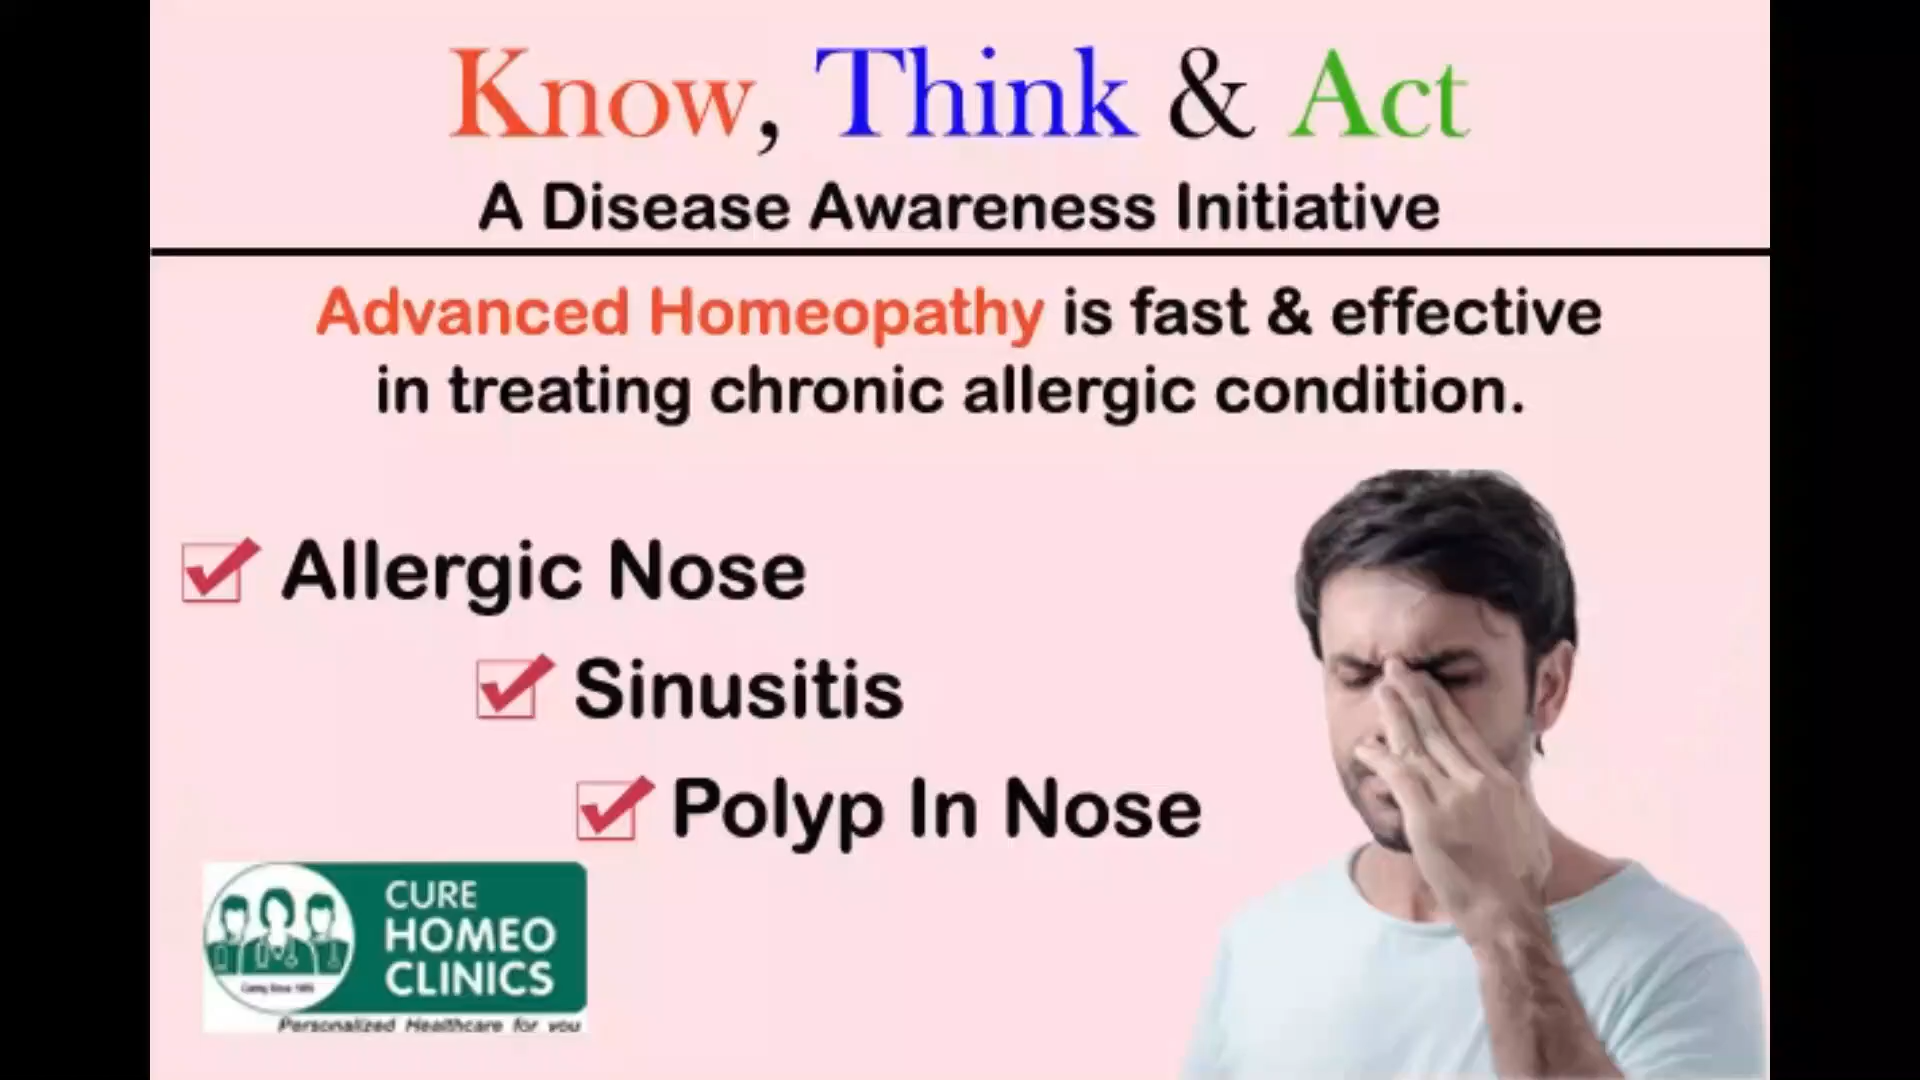 Know, Think & Act
A Disease Awareness Initiative
Advanced Homeopathy is fast & effective
in treating chronic allergic condition.
Allergic Nose
Sinusitis
Polyp In Nose
CURE
HOMEO
CLINICS
Personalized Healthcare for you